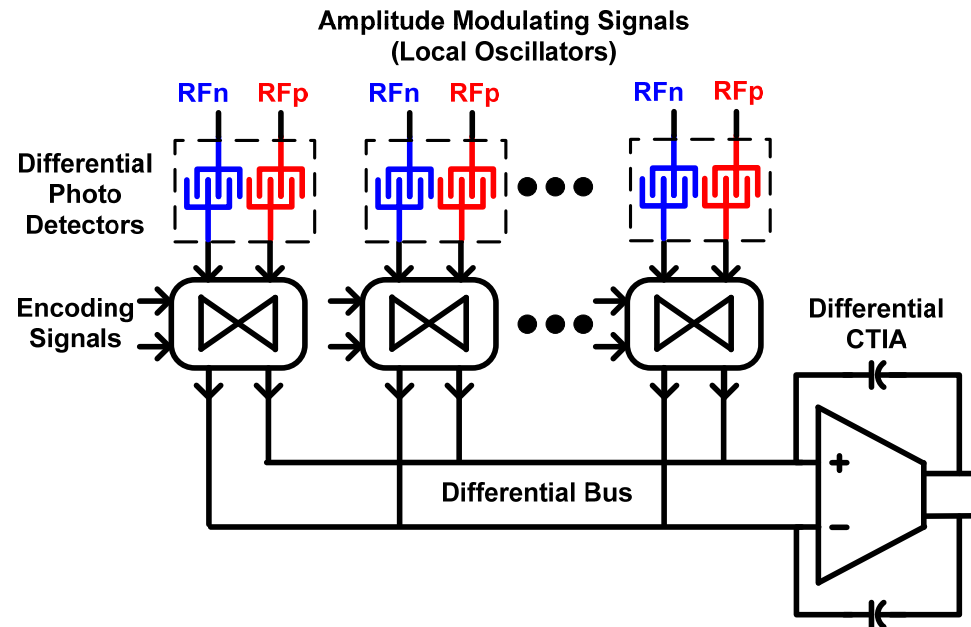 Amplitude Modulating Signals
(Local Oscillators)
RFn RFp RFn RFp RFn RFp
Differential
Photo
Detectors
Encoding
Signals
Differential
CTIA
+
Differential Bus
−